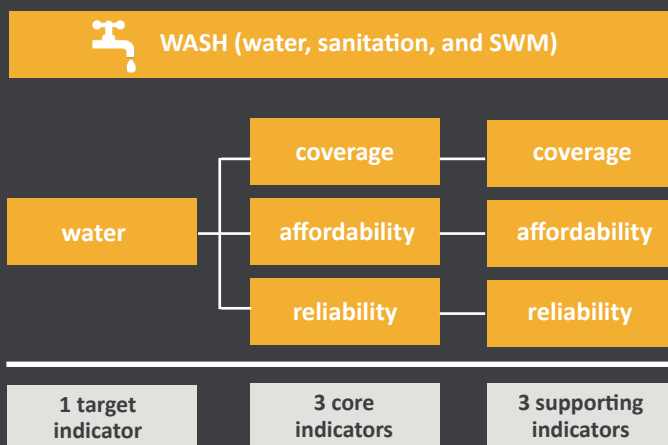 WASH (water, sanitation, and SWM)
coverage
coverage
water
affordability
affordability
reliability
reliability
1 target
indicator
3 core
indicators
3 supporting
indicators